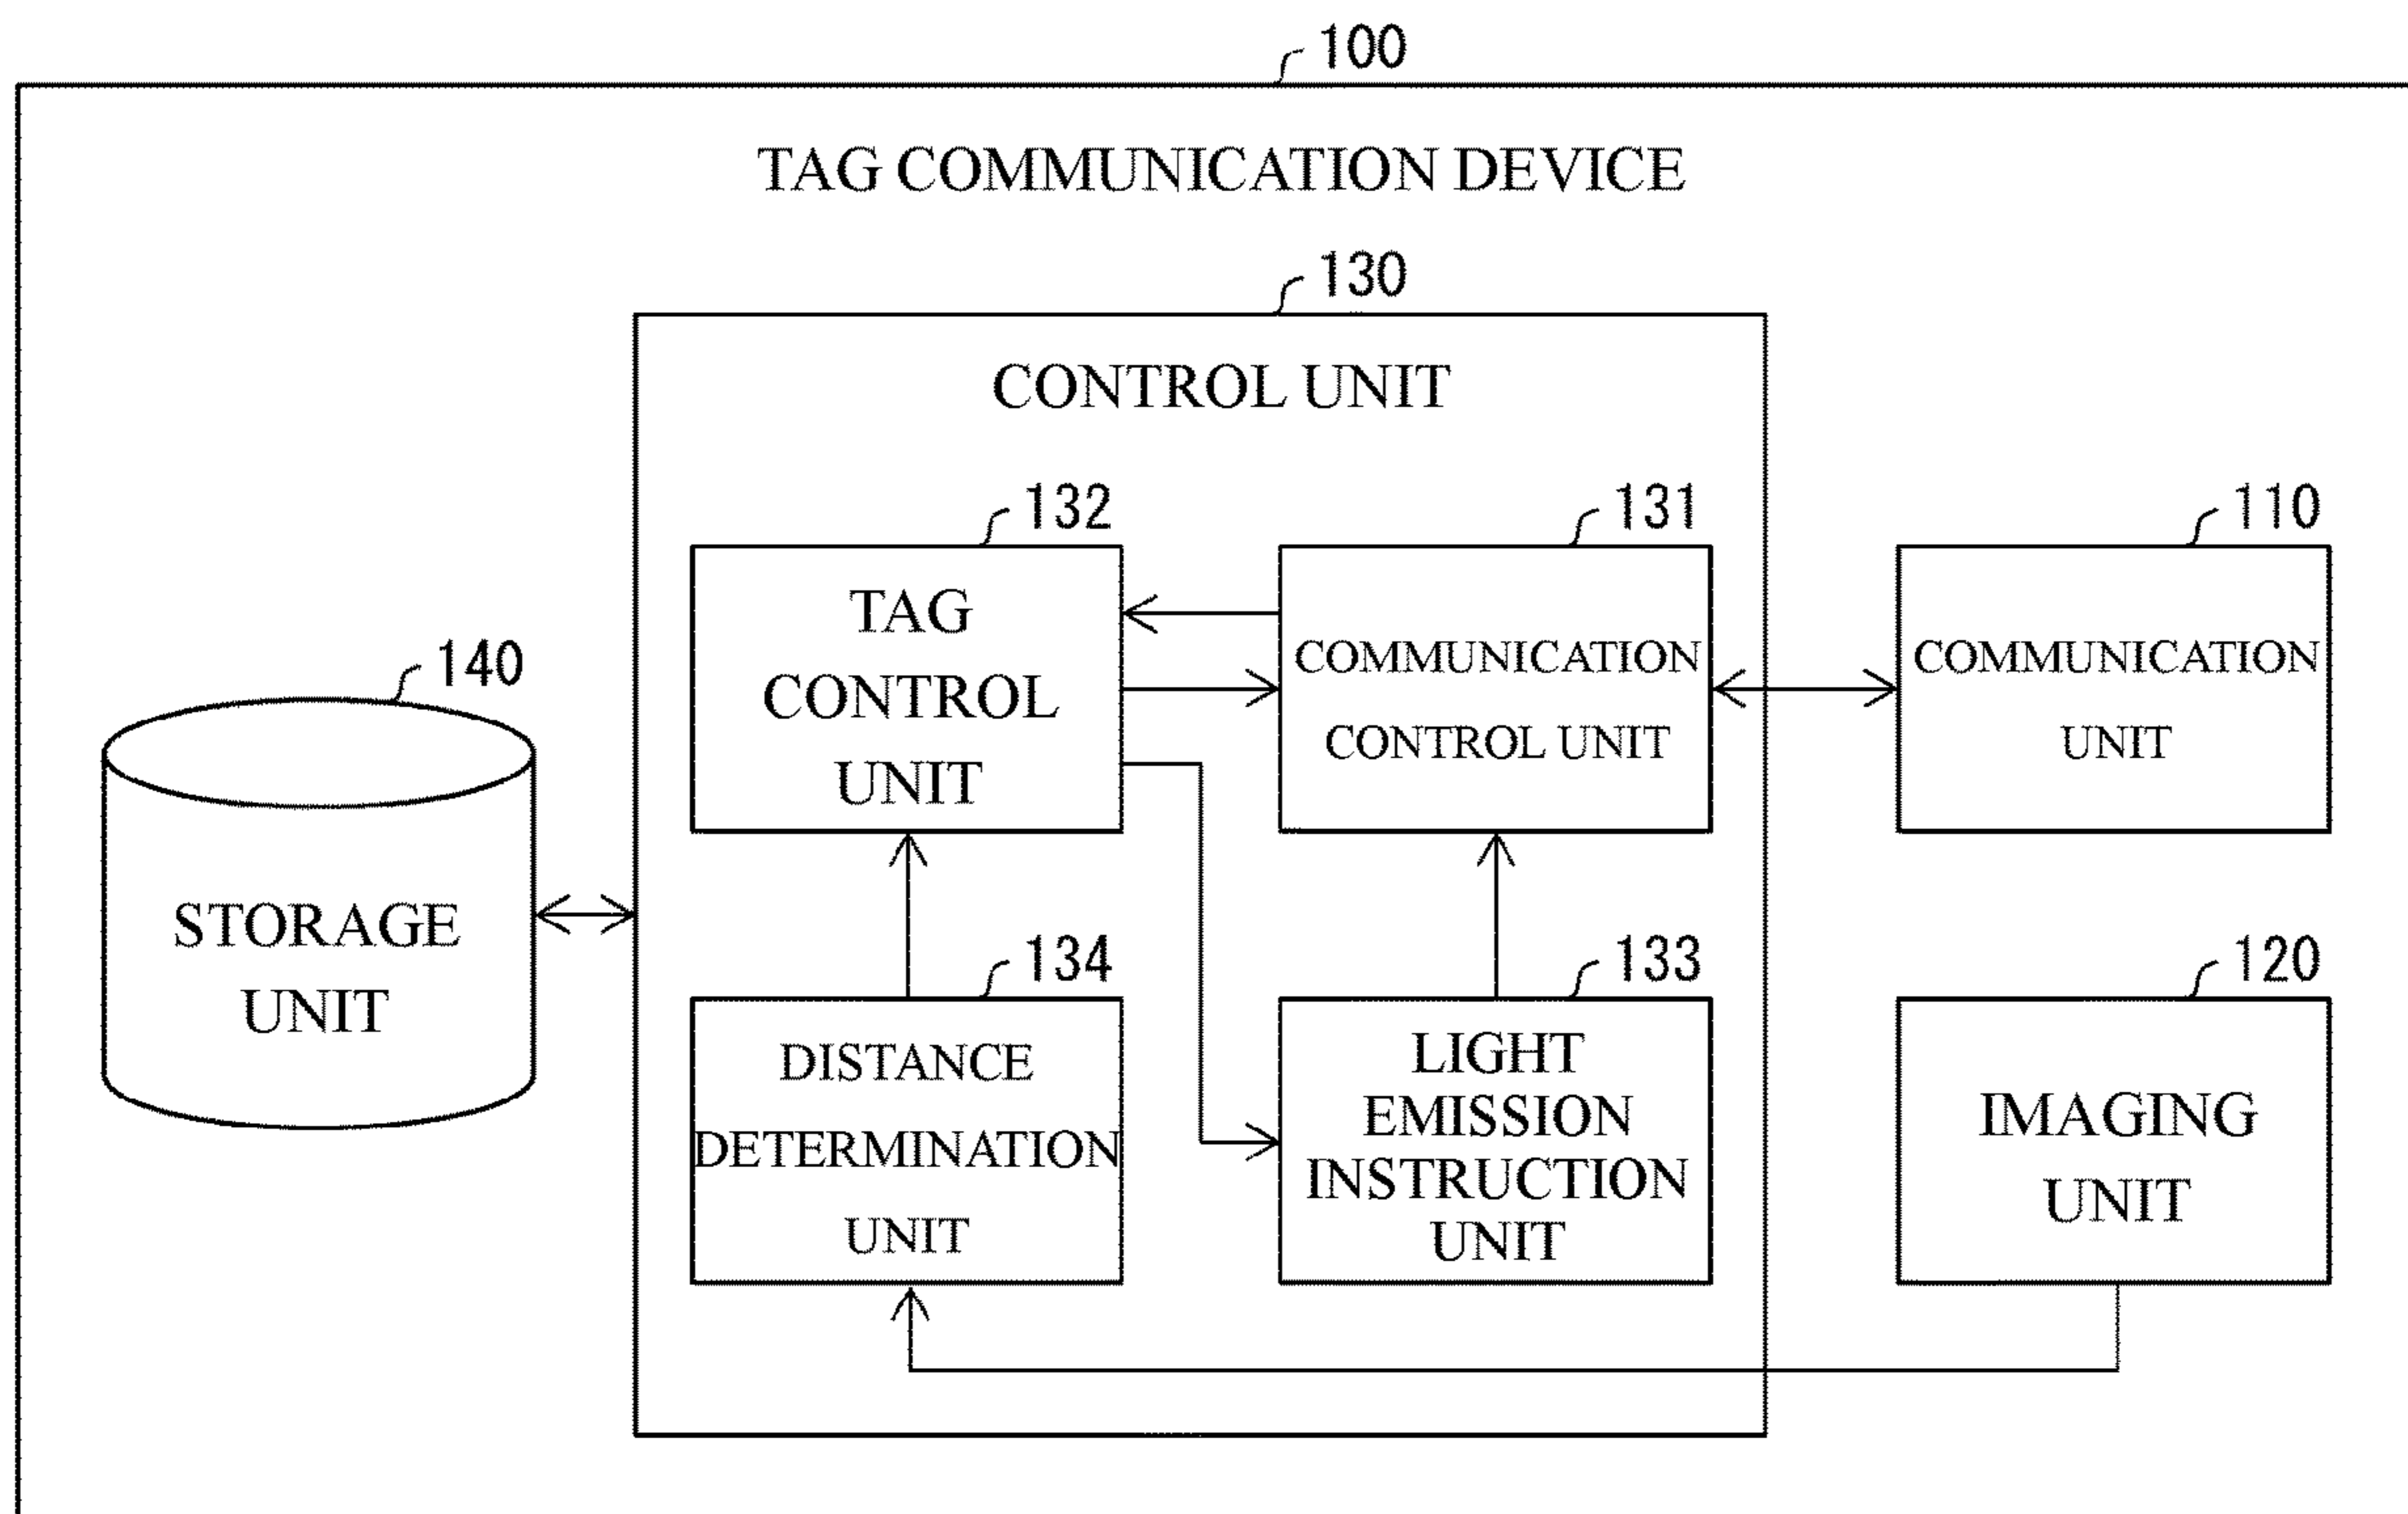 100
TAG COMMUNICATION DEVICE
130
CONTROL UNIT
132
TAG
CONTROL
UNIT
131
COMMUNICATION
CONTROL UNIT
110
COMMUNICATION
UNIT
140
STORAGE
UNIT
134
DISTANCE
DETERMINATION
UNIT
133
LIGHT
EMISSION
INSTRUCTION
UNIT
120
IMAGING
UNIT